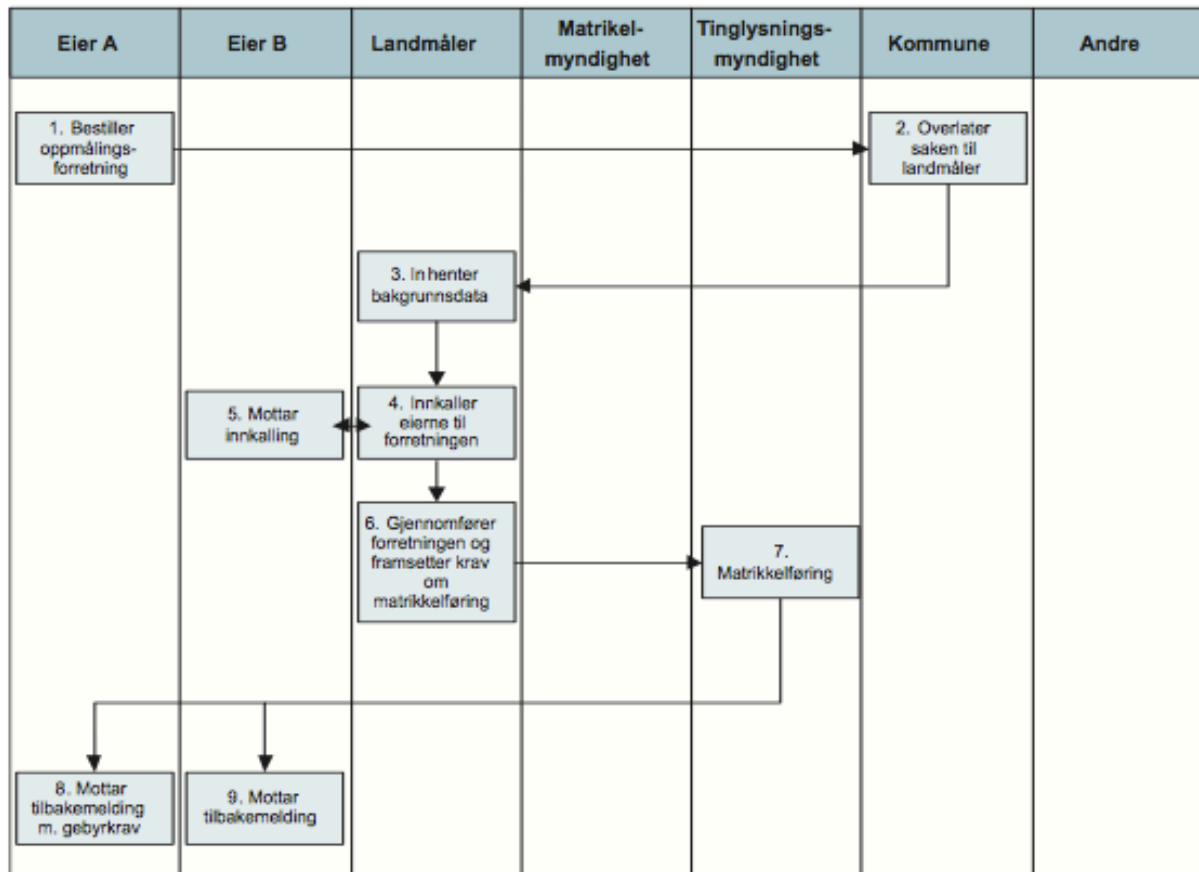 Eier A
Eier B
Landmåler
Matrikel-
myndighet
Tinglysnings-
myndighet
Kommune
Andre
1. Bestiller
oppmålings-
forretning
2. Overlater
saken til
landmåler
3. Inhenter
bakgrunnsdata
4. Innkaller
eierne til
forretningen
5. Mottar
innkalling
6. Gjennomfører
forretningen og
framsetter krav
om
matrikkelføring
7.
Matrikkelføring
8. Mottar
tilbakemelding
m. gebyrkrav
9. Mottar
tilbakemelding